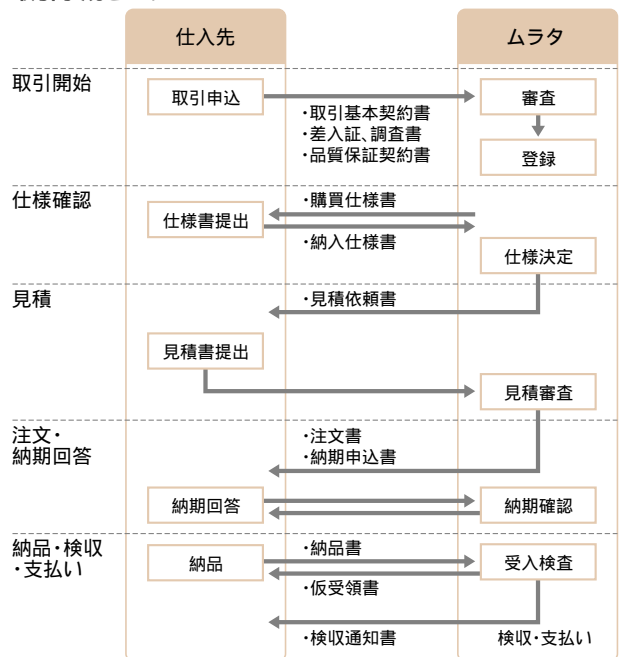 仕入先
ムラタ
取引開始
取引申込
審査
・取引基本契約書
・差入証、調査書
・品質保証契約書
登録
仕様確認
・購買仕様書
仕様書提出
・納入仕様書
仕様決定
見積
・見積依頼書
見積書提出
見積審査
注文・
納期回答
・注文書
・納期申込書
納期回答
納期確認
納品・検収
・支払い
・納品書
納品
受入検査
・仮受領書
・検収通知書
検収・支払い